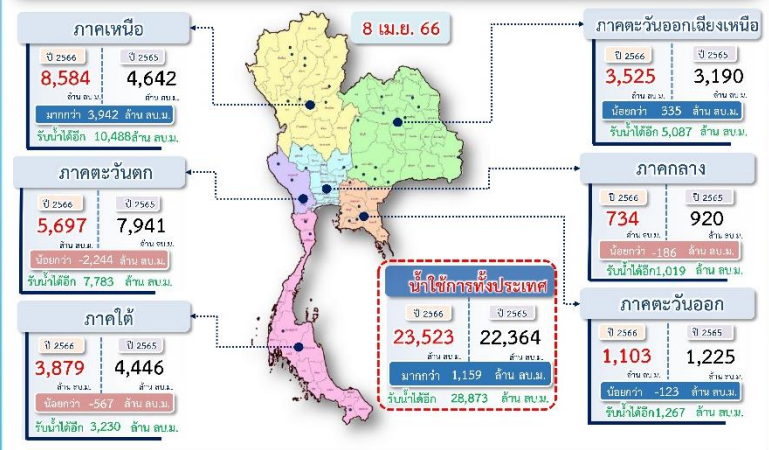 8 เม.ย. 66
ภาคเหนือ
ปี 2566 ปี 2565
8,584 4,642
ล้าน ลบ.ม. ล้าน ลบ.ม.
มากกว่า 3,942 ล้าน ลบ.ม.
รับน้ำได้อีก 10,488ล้าน ลบ.ม.
ภาคตะวันออกเฉียงเหนือ
ปี 2566 ปี 2565
3,525 3,190
ล้าน ลบ.ม. ล้าน ลบ.ม.
น้อยกว่า 335 ล้าน ลบ.ม.
รับน้ำได้อีก 5,087 ล้าน ลบ.ม.
ภาคตะวันตก
ปี 2566 ปี 2565
5,697 7,941
ล้าน ลบ.ม. ล้าน ลบ.ม.
น้อยกว่า -2,244 ล้าน ลบ.ม.
รับน้ำได้อีก 7,783 ล้าน ลบ.ม.
ภาคกลาง
ปี 2566 ปี 2565
734 920
ล้าน ลบ.ม. ล้าน ลบ.ม.
น้อยกว่า -186 ล้าน ลบ.ม.
รับน้ำได้อีก1,019 ล้าน ลบ.ม.
ภาคใต้
ปี 2566 ปี 2565
3,879 4,446
ล้าน ลบ.ม. ล้าน ลบ.ม.
น้อยกว่า -567 ล้าน ลบ.ม.
รับน้ำได้อีก 3,230 ล้าน ลบ.ม.
น้ำใช้การทั้งประเทศ
ปี 2566 ปี 2565
23,523 22,364
ล้าน ลบ.ม. ล้าน ลบ.ม.
มากกว่า 1,159 ล้าน ลบ.ม.
รับน้ำได้อีก 28,873 ล้าน ลบ.ม.
ภาคตะวันออก
ปี 2566 ปี 2565
1,103 1,225
ล้าน ลบ.ม. ล้าน ลบ.ม.
น้อยกว่า -123 ล้าน ลบ.ม.
รับน้ำได้อีก1,267 ล้าน ลบ.ม.